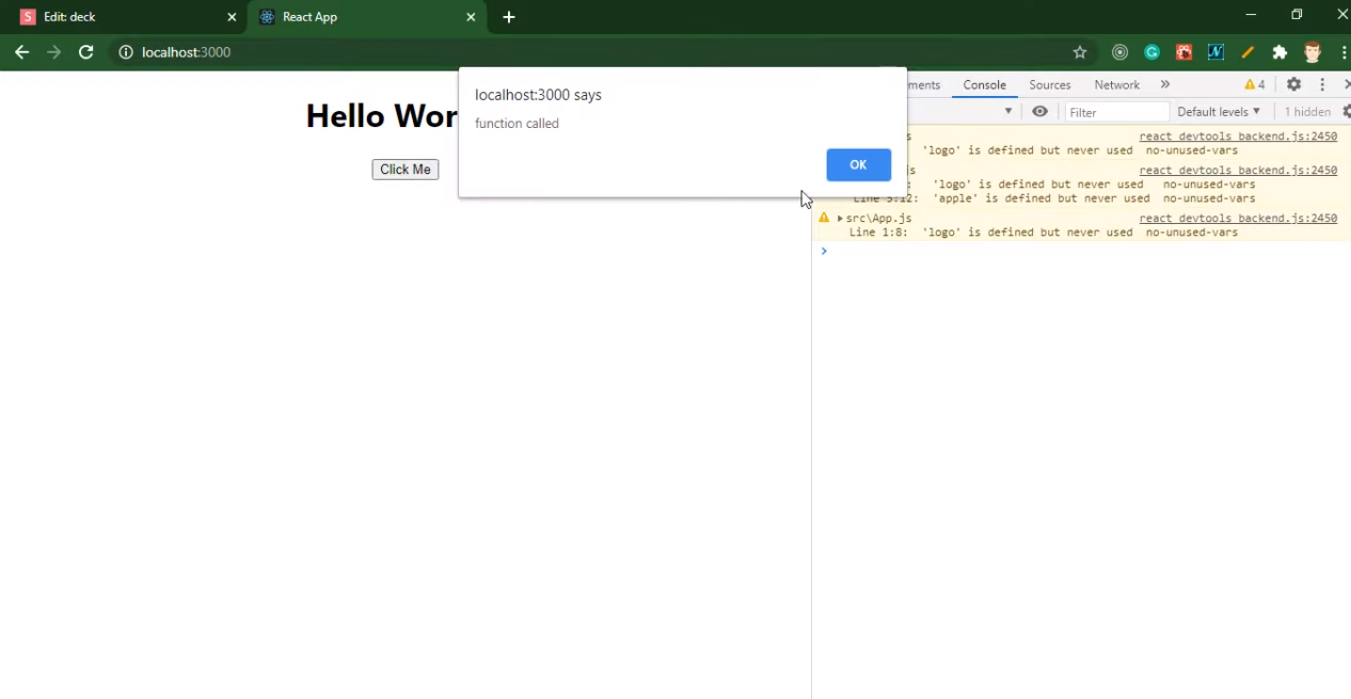 Edit: deck
React App
localhost:3000
Hello Wor
Click Me
localhost:3000 says
function called
OK
ements Console Sources Network » 4
Filter Default levels ▼ 1 hidden
s react devtools backend.js:2450
'logo' is defined but never used no-unused-vars
js react devtools backend.js:2450
: 'logo' is defined but never used no-unused-vars
'apple' is defined but never used no-unused-vars
src\App.js react devtools backend.js:2450
Line 1:8: 'logo' is defined but never used no-unused-vars